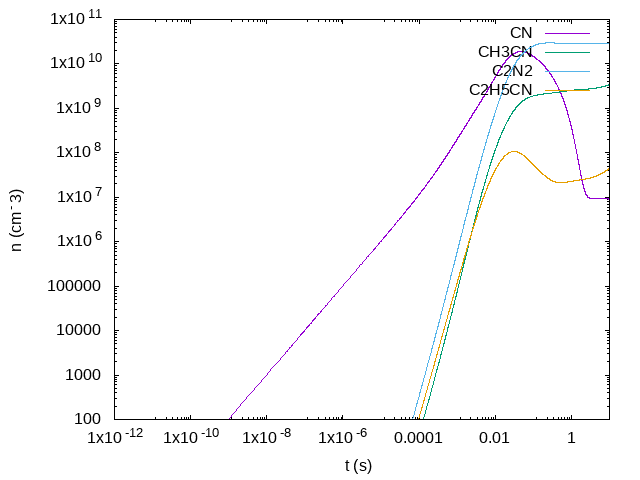 1x10^11
1x10^10
1x10^9
1x10^8
1x10^7
1x10^6
100000
10000
1000
100
1x10^-12
1x10^-10
1x10^-8
1x10^-6
0.0001
0.01
1
n (cm^-3)
t (s)
CN
CH3CN
C2N2
C2H5CN